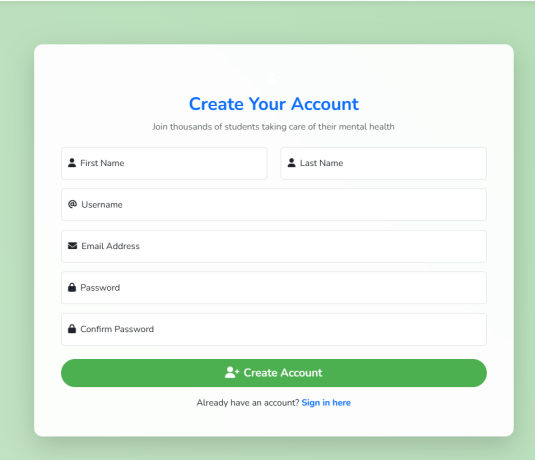 Create Your Account
Join thousands of students taking care of their mental health
First Name
Last Name
@ Username
Email Address
Password
Confirm Password
Create Account
Already have an account? Sign in here